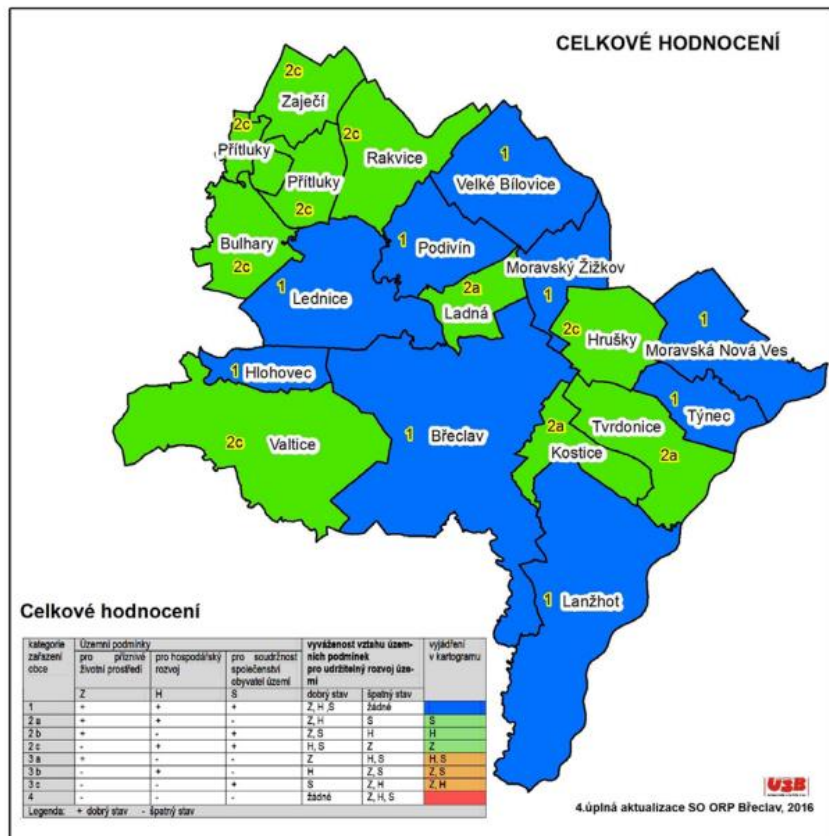 CELKOVÉ HODNOCENÍ
2c
Zaječí
2c
Přítluky
2c
Rakvice
1
Velké Bílovice
Přítluky
2c
Bulhary
2c
1
Podivín
Moravský Žižkov
1
1
Lednice
2a
Ladná
2c
Hrušky
1
Moravská Nová Ves
1
Hlohovec
1
Týnec
2c
Valtice
1
Břeclav
2a
Kostice
Tvrdonice
2a
1
Lanžhot
Celkové hodnocení
kategorie zařazení obce
Územní podmínky
vyváženost vztahu územ-
ních podmínek
pro udržitelný rozvoj úze-
mí
vyjádření
v kartogramu
pro příznivé
životní prostředí
pro hospodářský
rozvoj
pro soudržnost
společenství
obyvatel území
Z H S dobrý stav špatný stav
1 + + + Z, H ,S žádné
2 a + + - Z, H S S
2 b + - + Z, S H H
2 c - + + H, S Z Z
3 a + - - Z H, S H, S
3 b - + - H Z, S Z, S
3 c - - + S Z, H Z, H
4 - - - žádné Z, H, S
Legenda: + dobrý stav - špatný stav
U3B
4.úplná aktualizace SO ORP Břeclav, 2016